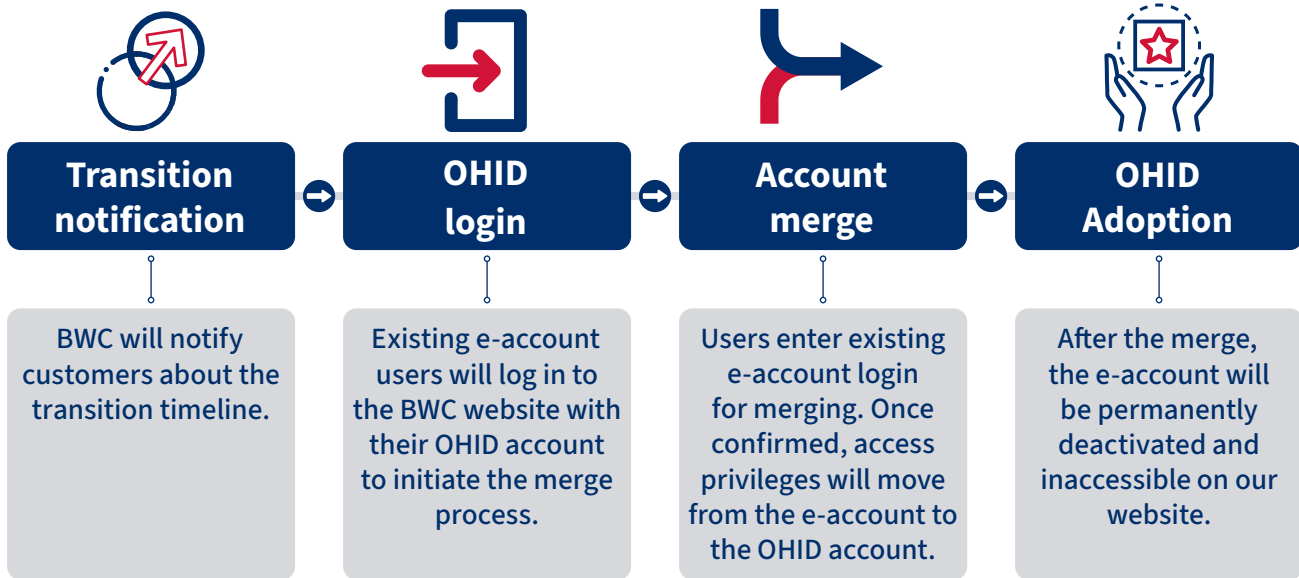 Transition
notification
OHID
login
Account
merge
OHID
Adoption
BWC will notify
customers about the
transition timeline.
Existing e-account
users will log in to
the BWC website with
their OHID account
to initiate the merge
process.
Users enter existing
e-account login
for merging. Once
confirmed, access
privileges will move
from the e-account to
the OHID account.
After the merge,
the e-account will
be permanently
deactivated and
inaccessible on our
website.